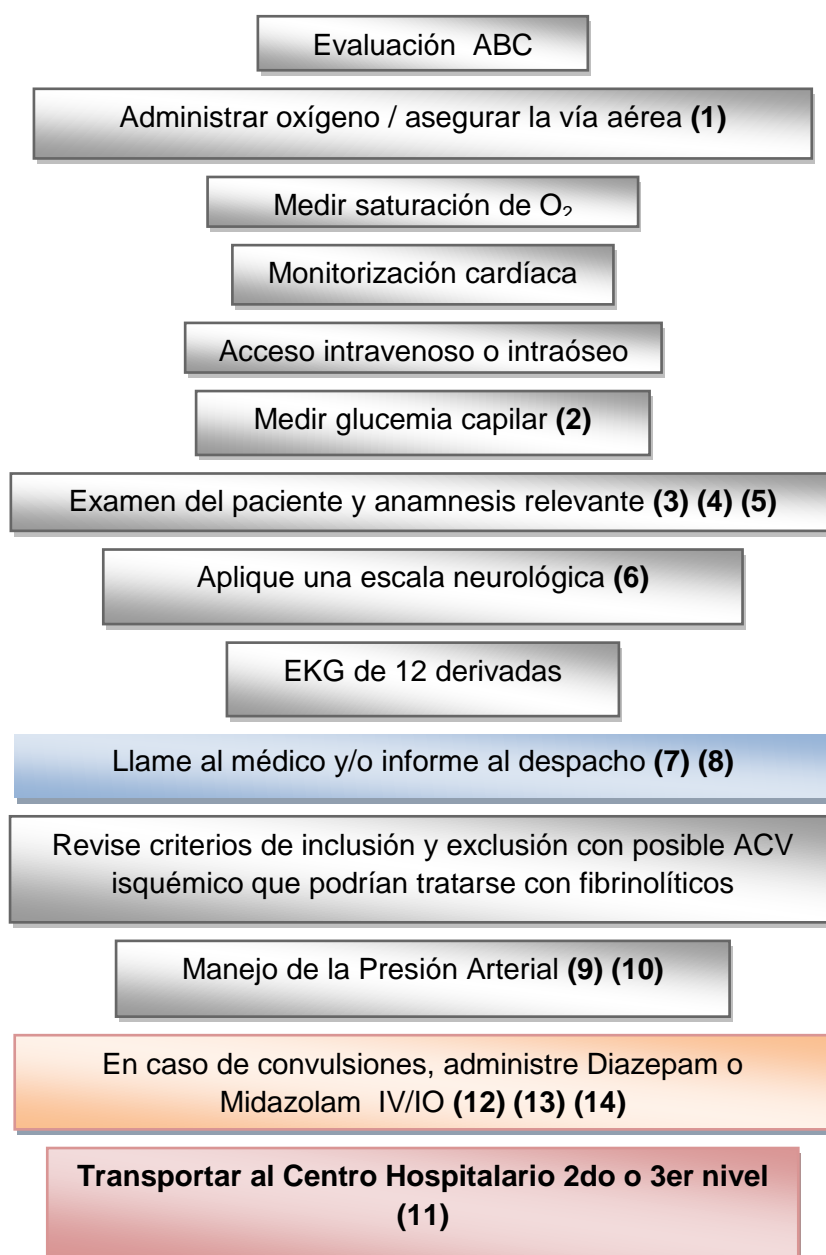 Evaluación ABC
Administrar oxígeno / asegurar la vía aérea (1)
Medir saturación de O₂
Monitorización cardíaca
Acceso intravenoso o intraóseo
Medir glucemia capilar (2)
Examen del paciente y anamnesis relevante (3) (4) (5)
Aplique una escala neurológica (6)
EKG de 12 derivadas
Llame al médico y/o informe al despacho (7) (8)
Revise criterios de inclusión y exclusión con posible ACV
isquémico que podrían tratarse con fibrinolíticos
Manejo de la Presión Arterial (9) (10)
En caso de convulsiones, administre Diazepam o
Midazolam IV/IO (12) (13) (14)
Transportar al Centro Hospitalario 2do o 3er nivel
(11)